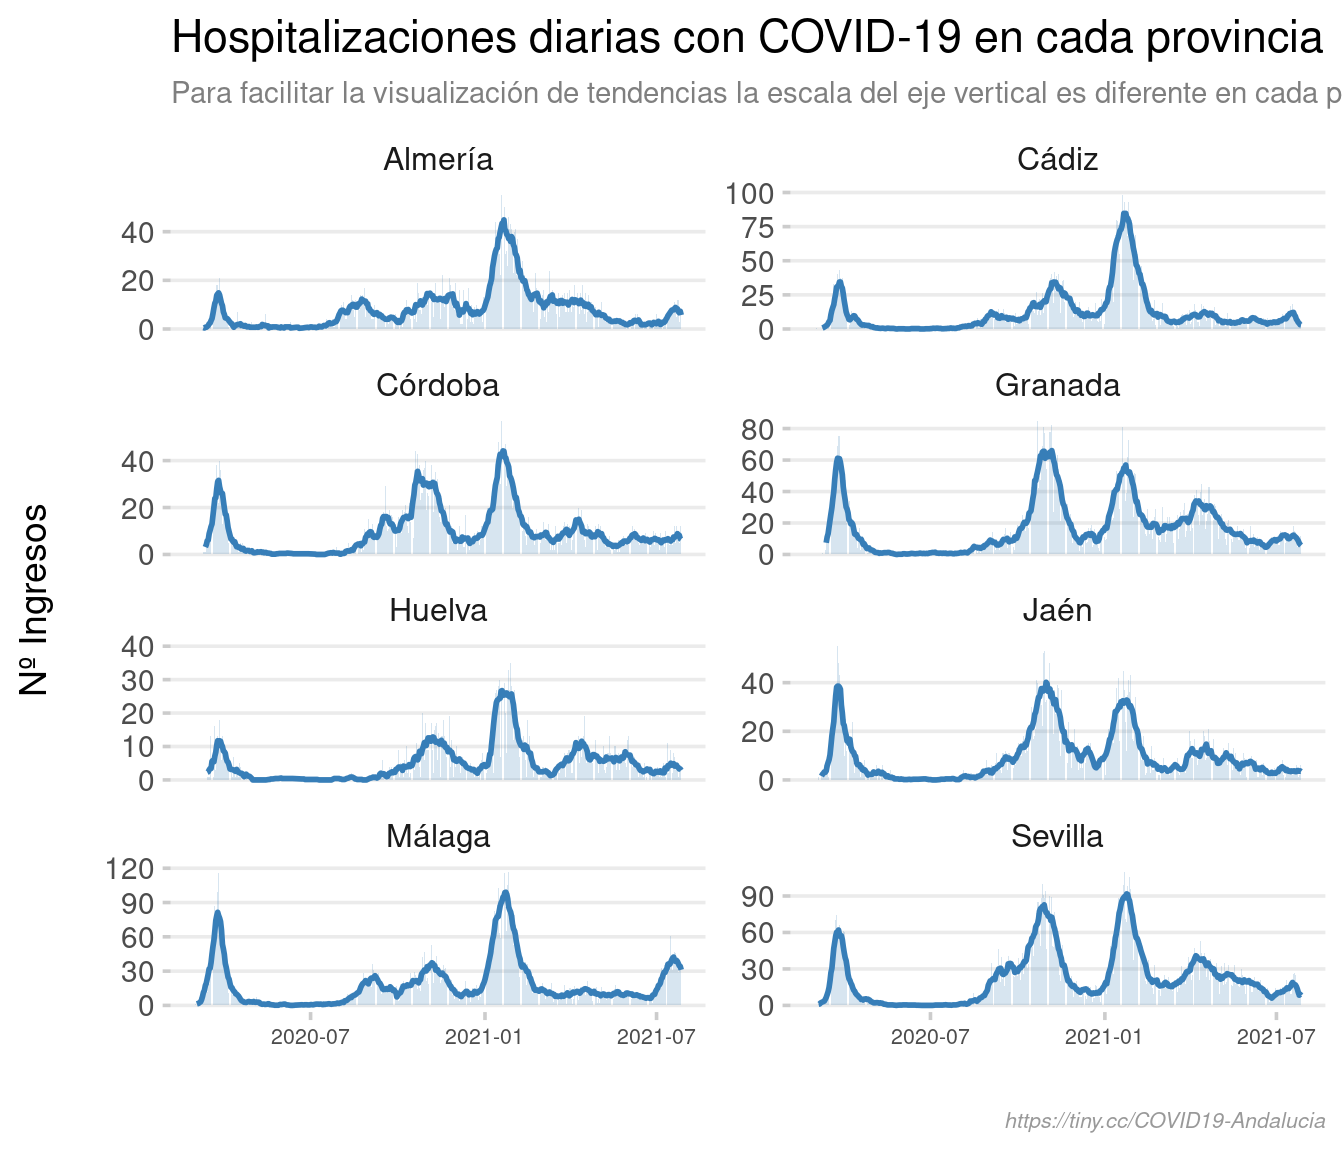 Hospitalizaciones diarias con COVID-19 en cada provincia
Para facilitar la visualización de tendencias la escala del eje vertical es diferente en cada p
Almería
Cádiz
40
20
0
100
75
50
25
0
Córdoba
Granada
40
20
0
80
60
40
20
0
Nº Ingresos
Huelva
Jaén
40
30
20
10
0
40
20
0
Málaga
Sevilla
120
90
60
30
0
90
60
30
0
2020-07 2021-01 2021-07
2020-07 2021-01 2021-07
https://tiny.cc/COVID19-Andalucia